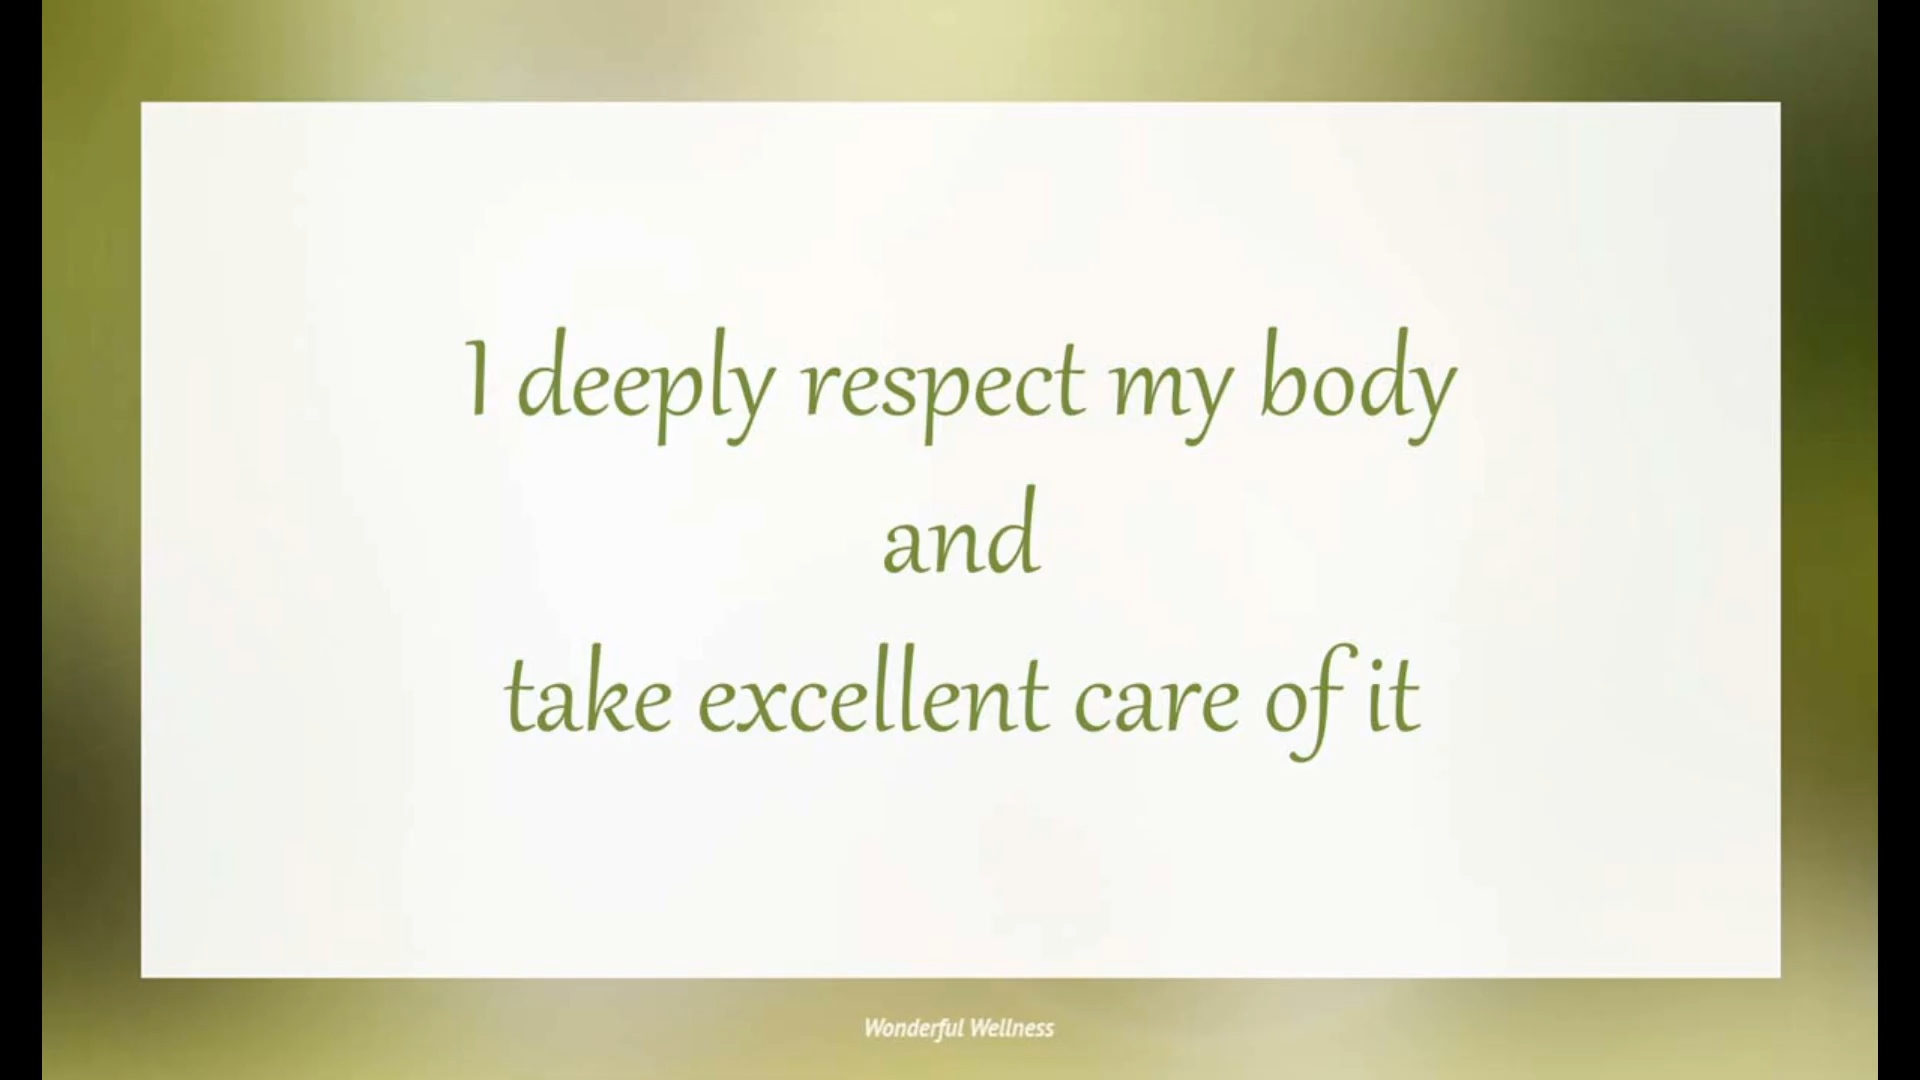 I deeply respect my body
and
take excellent care of it
Wonderful Wellness